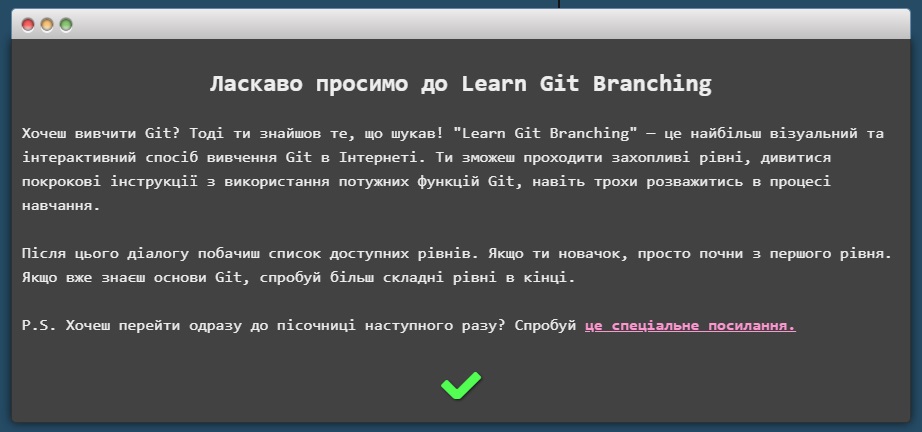 Ласкаво просимо до Learn Git Branching
Хочеш вивчити Git? Тоді ти знайшов те, що шукав! "Learn Git Branching" – це найбільш візуальний та
інтерактивний спосіб вивчення Git в Інтернеті. Ти зможеш проходити захопливі рівні, дивитися
покрокові інструкції з використання потужних функцій Git, навіть трохи розважитись в процесі
навчання.
Після цього діалогу побачиш список доступних рівнів. Якщо ти новачок, просто почни з першого рівня.
Якщо вже знаєш основи Git, спробуй більш складні рівні в кінці.
P.S. Хочеш перейти одразу до пісочниці наступного разу? Спробуй це спеціальне посилання.